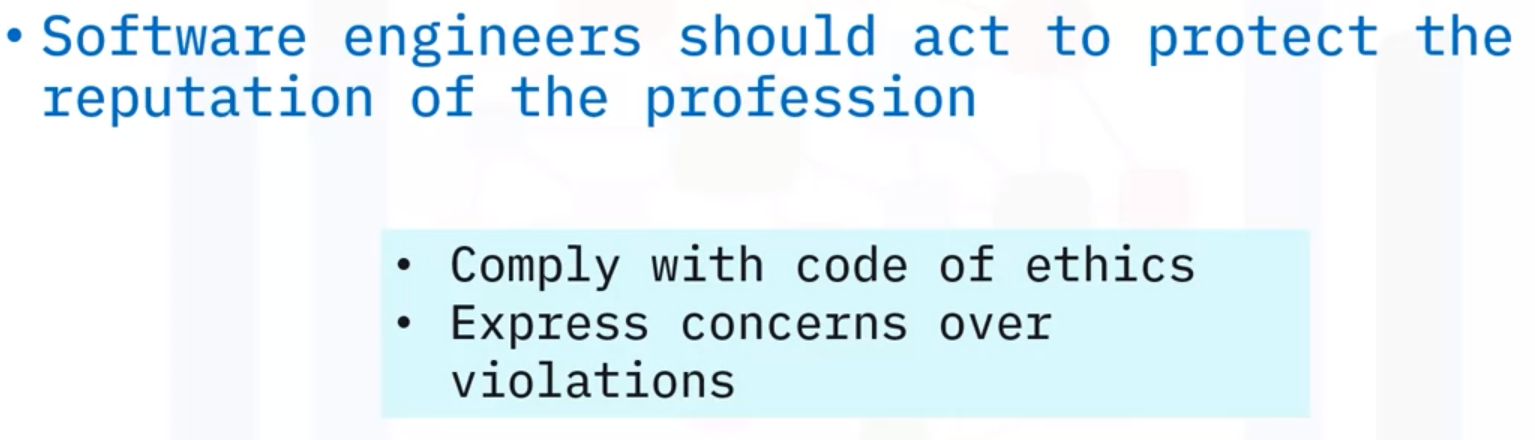 • Software engineers should act to protect the
reputation of the profession
• Comply with code of ethics
• Express concerns over
violations